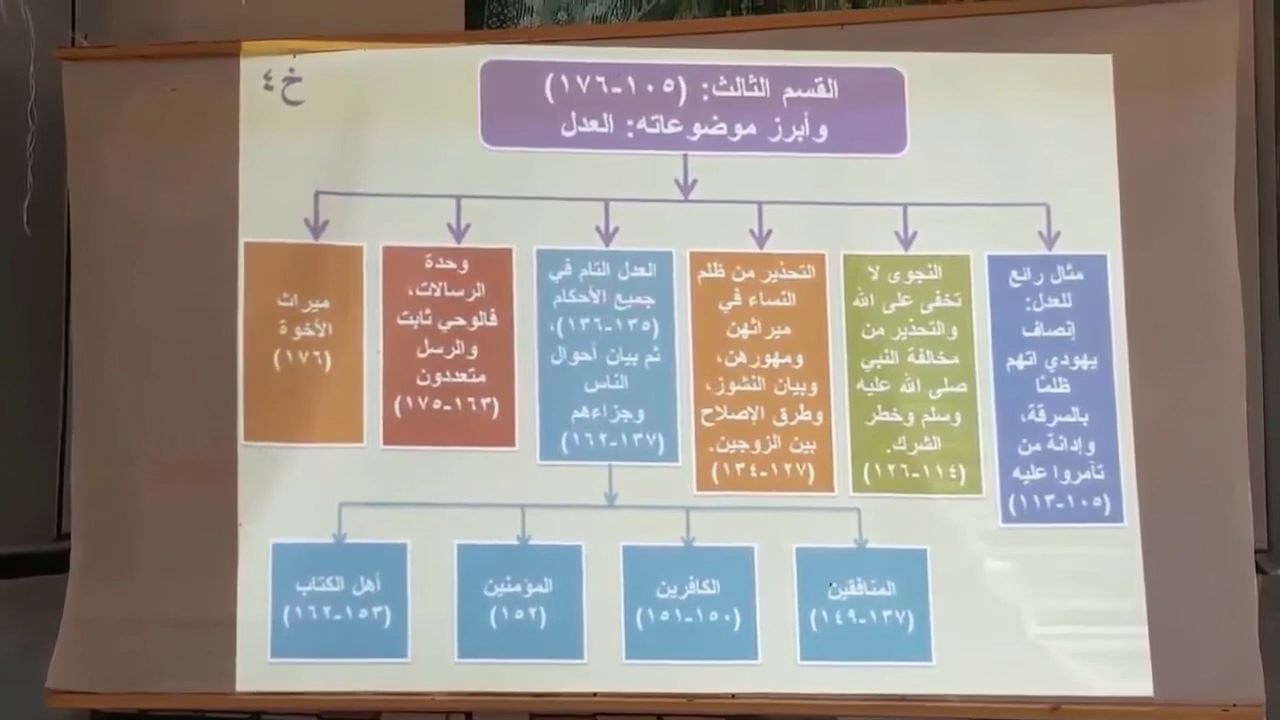 خ٤
القسم الثالث: (١٠٥-١٧٦)
وأبرز موضوعاته: العدل
مثال رائع
للعدل:
إنصاف
يهودي اتهم
ظلمًا
بالسرقة،
وإدانة من
تآمروا عليه
(١٠٥-١١٣)
النجوى لا
تخفى على الله
والتحذير من
مخالفة النبي
صلى الله عليه
وسلم وخطر
الشرك.
(١١٤-١٢٦)
التحذير من ظلم
النساء في
ميراثهن
ومهورهن،
وبيان النشوز،
وطرق الإصلاح
بين الزوجين.
(١٢٧-١٣٤)
العدل التام في
جميع الأحكام
(١٣٥-١٣٦)،
ثم بيان أحوال
الناس
وجزاءهم
(١٣٧-١٦٢)
وحدة
الرسالات،
فالوحي ثابت
والرسل
متعددون
(١٦٣-١٧٥)
ميراث
الأخوة
(١٧٦)
المنافقين
(١٣٧-١٤٩)
الكافرين
(١٥٠-١٥١)
المؤمنين
(١٥٢)
أهل الكتاب
(١٥٣-١٦٢)